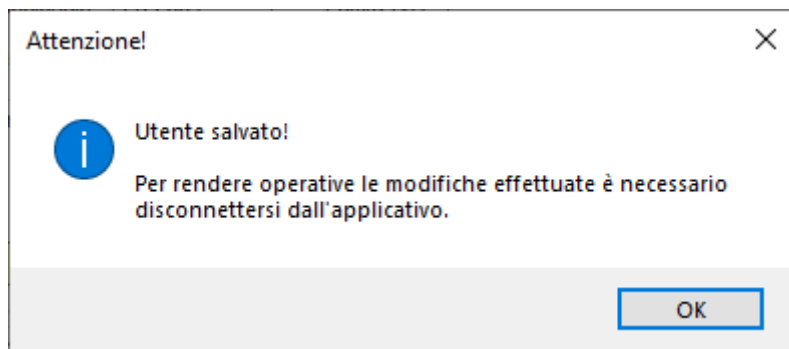 Attenzione!
Utente salvato!
Per rendere operative le modifiche effettuate è necessario
disconnettersi dall'applicativo.
OK